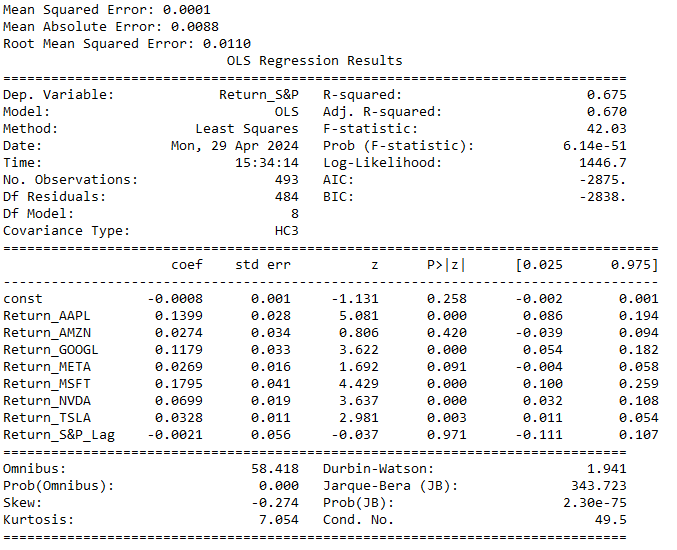 Mean Squared Error: 0.0001
Mean Absolute Error: 0.0088
Root Mean Squared Error: 0.0110
OLS Regression Results
==============================================================================
Dep. Variable: Return_S&P R-squared: 0.675
Model: OLS Adj. R-squared: 0.670
Method: Least Squares F-statistic: 42.03
Date: Mon, 29 Apr 2024 Prob (F-statistic): 6.14e-51
Time: 15:34:14 Log-Likelihood: 1446.7
No. Observations: 493 AIC: -2875.
Df Residuals: 484 BIC: -2838.
Df Model: 8
Covariance Type: HC3
==================================================================================
coef std err z P>|z| [0.025 0.975]
----------------------------------------------------------------------------------
const -0.0008 0.001 -1.131 0.258 -0.002 0.001
Return_AAPL 0.1399 0.028 5.081 0.000 0.086 0.194
Return_AMZN 0.0274 0.034 0.806 0.420 -0.039 0.094
Return_GOOGL 0.1179 0.033 3.622 0.000 0.054 0.182
Return_META 0.0269 0.016 1.692 0.091 -0.004 0.058
Return_MSFT 0.1795 0.041 4.429 0.000 0.100 0.259
Return_NVDA 0.0699 0.019 3.637 0.000 0.032 0.108
Return_TSLA 0.0328 0.011 2.981 0.003 0.011 0.054
Return_S&P_Lag -0.0021 0.056 -0.037 0.971 -0.111 0.107
==============================================================================
Omnibus: 58.418 Durbin-Watson: 1.941
Prob(Omnibus): 0.000 Jarque-Bera (JB): 343.723
Skew: -0.274 Prob(JB): 2.30e-75
Kurtosis: 7.054 Cond. No. 49.5
==============================================================================